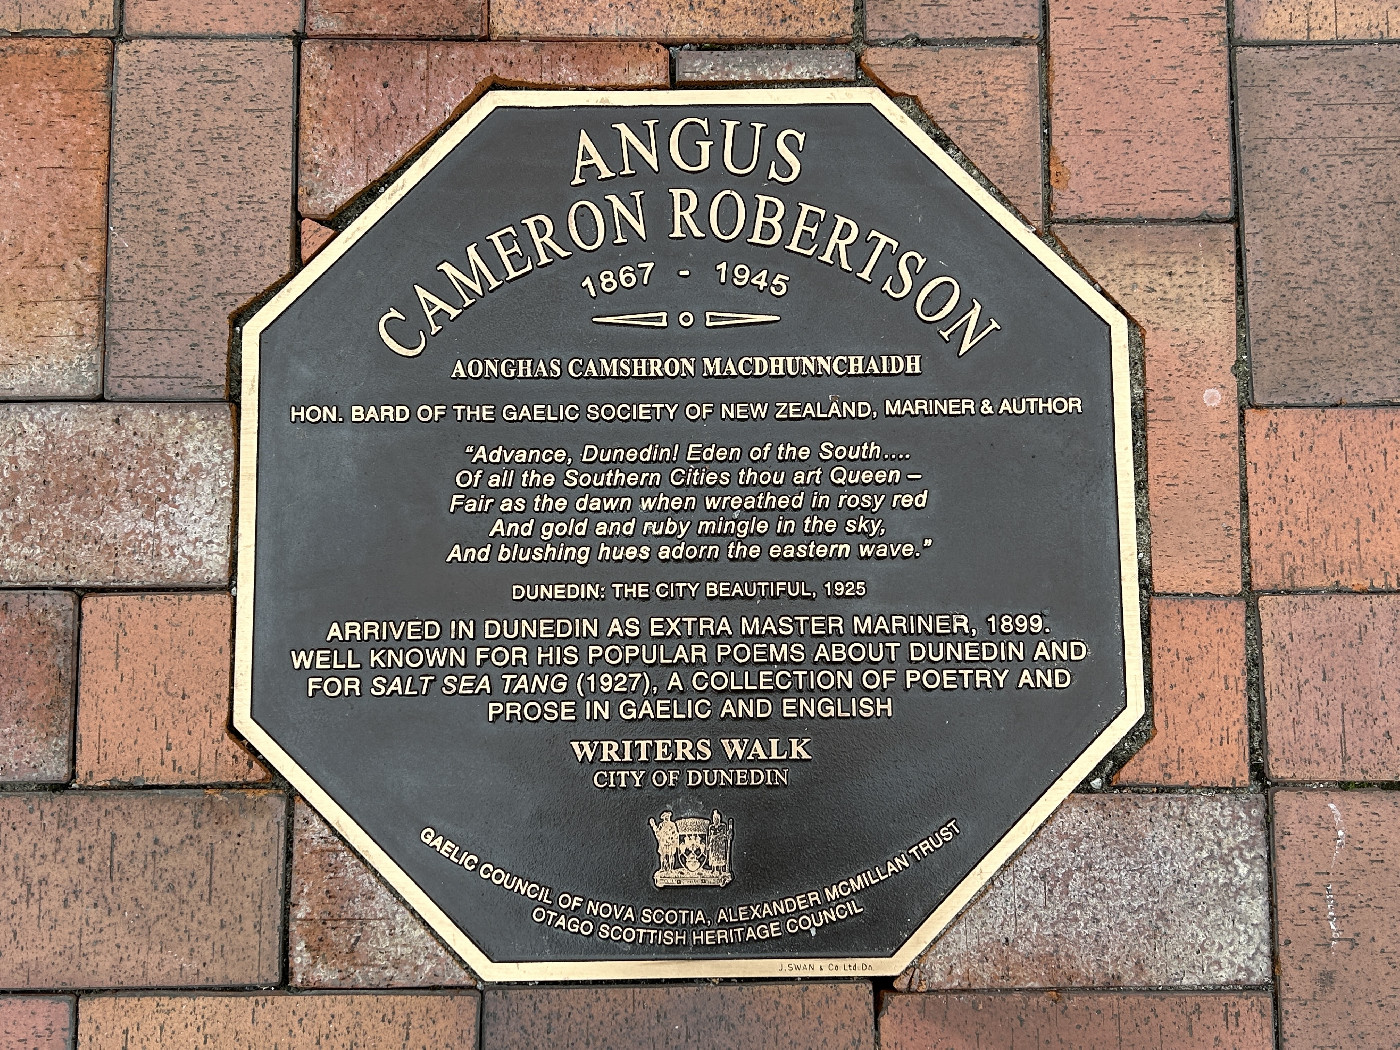 ANGUS
CAMERON ROBERTSON
1867 - 1945
AONGHAS CAMSHRON MACDHUNNCHAIDH
HON. BARD OF THE GAELIC SOCIETY OF NEW ZEALAND, MARINER & AUTHOR
“Advance, Dunedin! Eden of the South....
Of all the Southern Cities thou art Queen –
Fair as the dawn when wreathed in rosy red
And gold and ruby mingle in the sky,
And blushing hues adorn the eastern wave.”
DUNEDIN: THE CITY BEAUTIFUL, 1925
ARRIVED IN DUNEDIN AS EXTRA MASTER MARINER, 1899.
WELL KNOWN FOR HIS POPULAR POEMS ABOUT DUNEDIN AND
FOR SALT SEA TANG (1927), A COLLECTION OF POETRY AND
PROSE IN GAELIC AND ENGLISH
WRITERS WALK
CITY OF DUNEDIN
GAELIC COUNCIL OF NOVA SCOTIA, ALEXANDER MCMILLAN TRUST
OTAGO SCOTTISH HERITAGE COUNCIL
J. SWAN & Co Ltd. Dn.